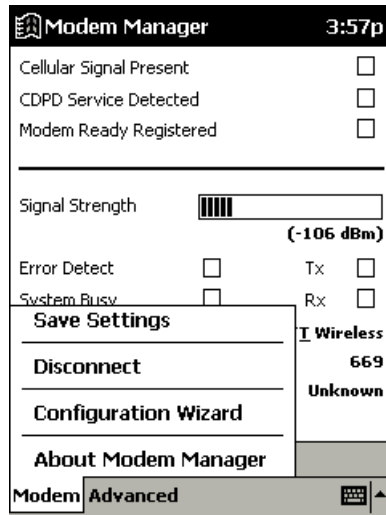 Modem Manager 3:57p
Cellular Signal Present
CDPD Service Detected
Modem Ready Registered
Signal Strength
(-106 dBm)
Error Detect Tx
System Busy Rx
Save Settings
T Wireless
Disconnect
669
Unknown
Configuration Wizard
About Modem Manager
Modem Advanced